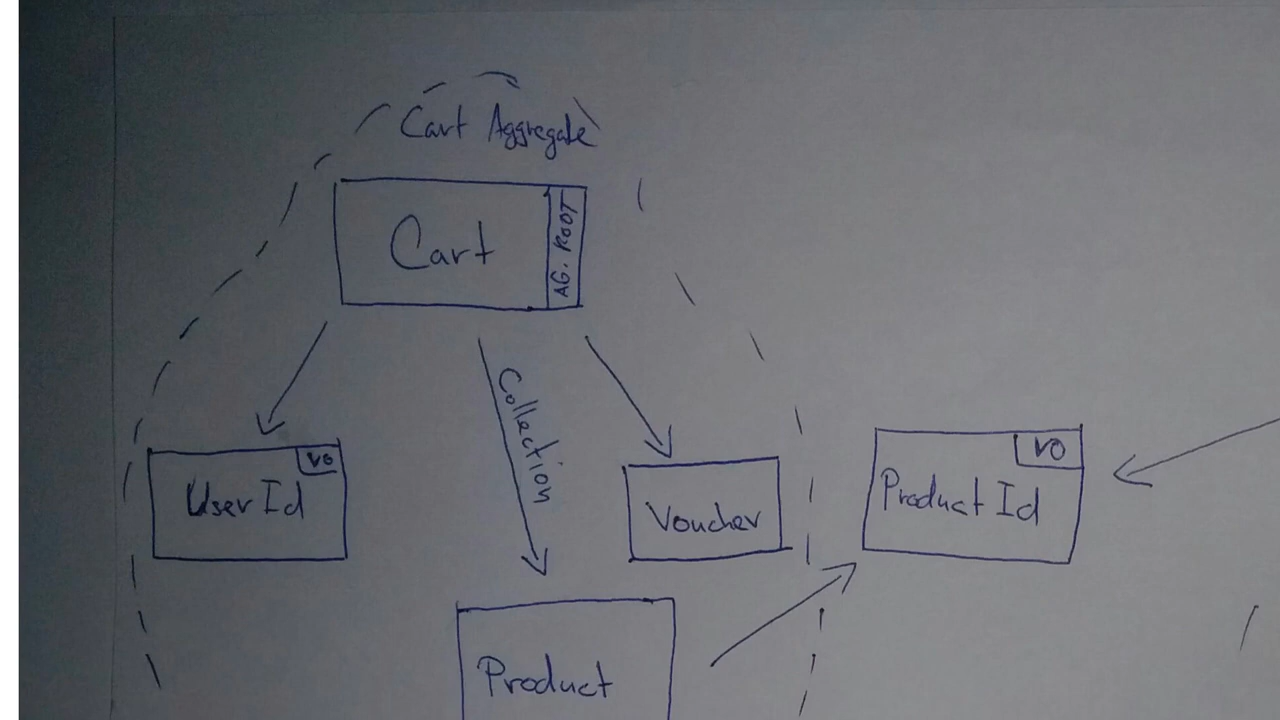 Cart Aggregate
Cart
AG. ROOT
Collection
VO
User Id
Voucher
VO
Product Id
Product